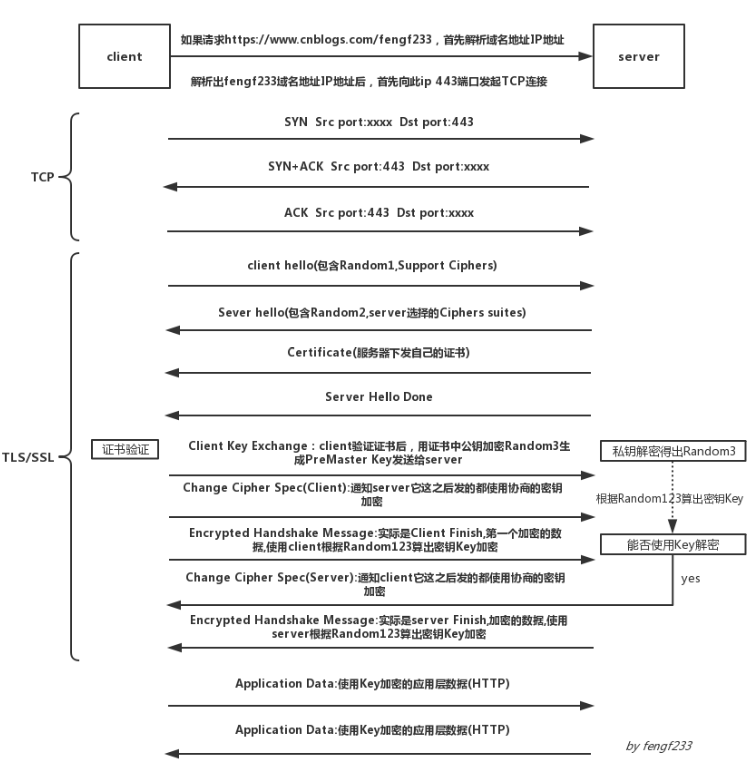 client
如果请求https://www.cnblogs.com/fengf233，首先解析域名地址IP地址
server
解析出fengf233域名地址IP地址后，首先向此ip 443端口发起TCP连接
TCP
SYN Src port:xxxx Dst port:443
SYN+ACK Src port:443 Dst port:xxxx
ACK Src port:443 Dst port:xxxx
TLS/SSL
client hello(包含Random1,Support Ciphers)
Sever hello(包含Random2,server选择的Ciphers suites)
Certificate(服务器下发自己的证书)
Server Hello Done
证书验证
Client Key Exchange：client验证证书后，用证书中公钥加密Random3生
成PreMaster Key发送给server
私钥解密得出Random3
Change Cipher Spec(Client):通知server它这之后发的都使用协商的密钥
加密
根据Random123算出密钥Key
Encrypted Handshake Message:实际是Client Finish,第一个加密的数
据,使用client根据Random123算出密钥Key加密
能否使用Key解密
Change Cipher Spec(Server):通知client它这之后发的都使用协商的密钥
加密
yes
Encrypted Handshake Message:实际是server Finish,加密的数据,使用
server根据Random123算出密钥Key加密
Application Data:使用Key加密的应用层数据(HTTP)
Application Data:使用Key加密的应用层数据(HTTP)
by fengf233